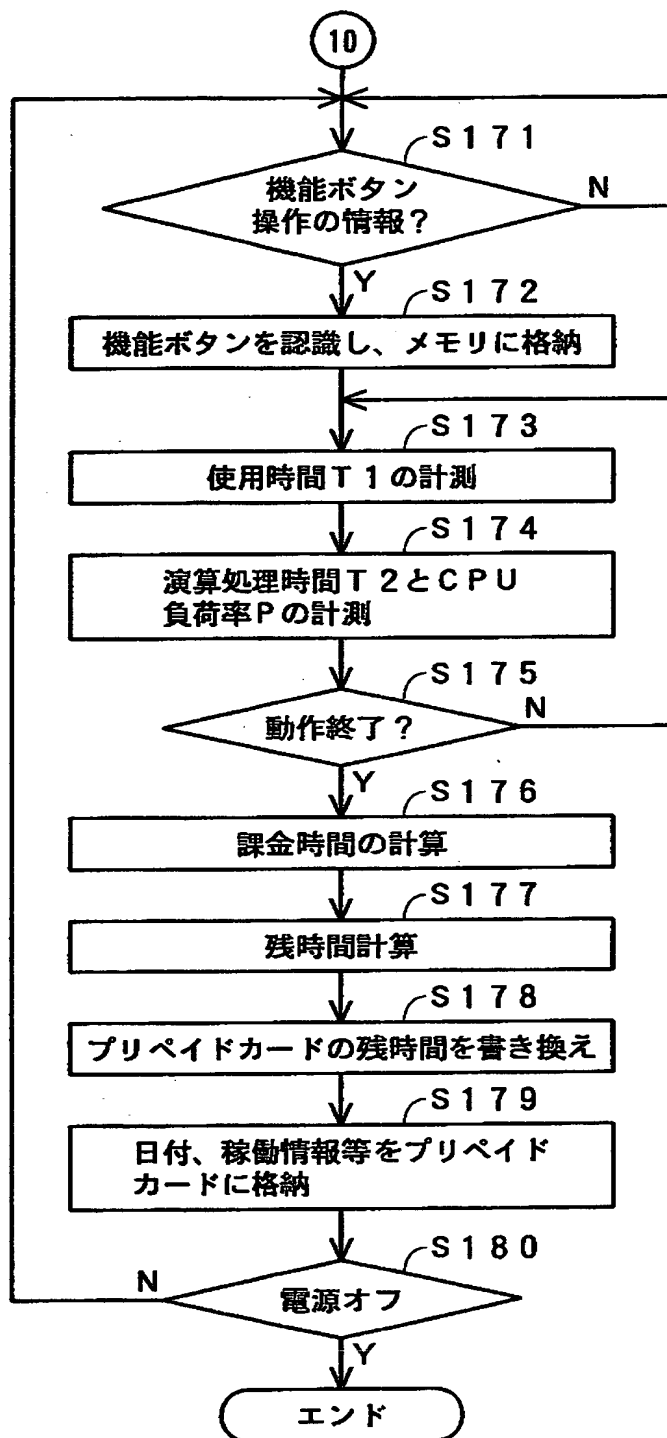 10
S171
機能ボタン
操作の情報?
N
Y
S172
機能ボタンを認識し、メモリに格納
S173
使用時間T1の計測
S174
演算処理時間T2とCPU
負荷率Pの計測
S175
動作終了?
N
Y
S176
課金時間の計算
S177
残時間計算
S178
プリペイドカードの残時間を書き換え
S179
日付、稼働情報等をプリペイド
カードに格納
S180
電源オフ
N
Y
エンド